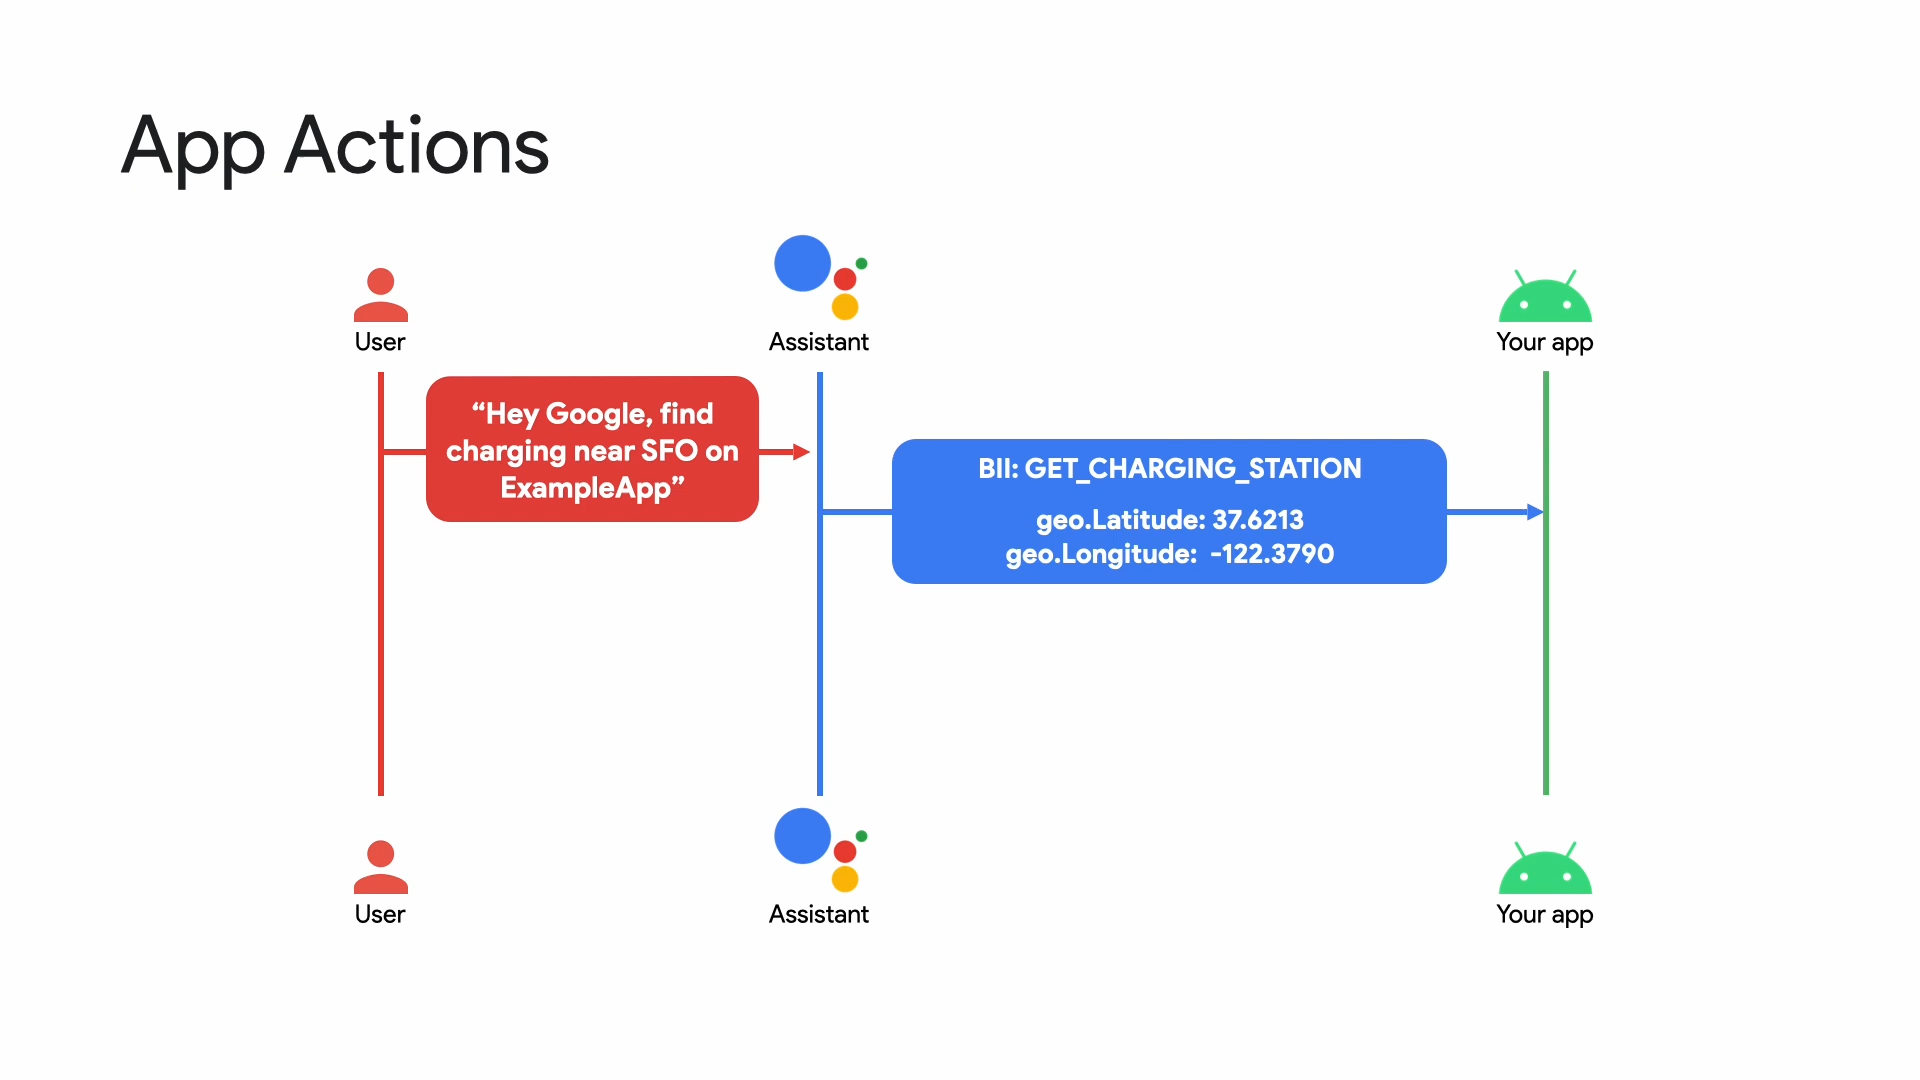 App Actions
User
Assistant
Your app
“Hey Google, find
charging near SFO on
ExampleApp”
BII: GET_CHARGING_STATION
geo.Latitude: 37.6213
geo.Longitude: -122.3790
User
Assistant
Your app